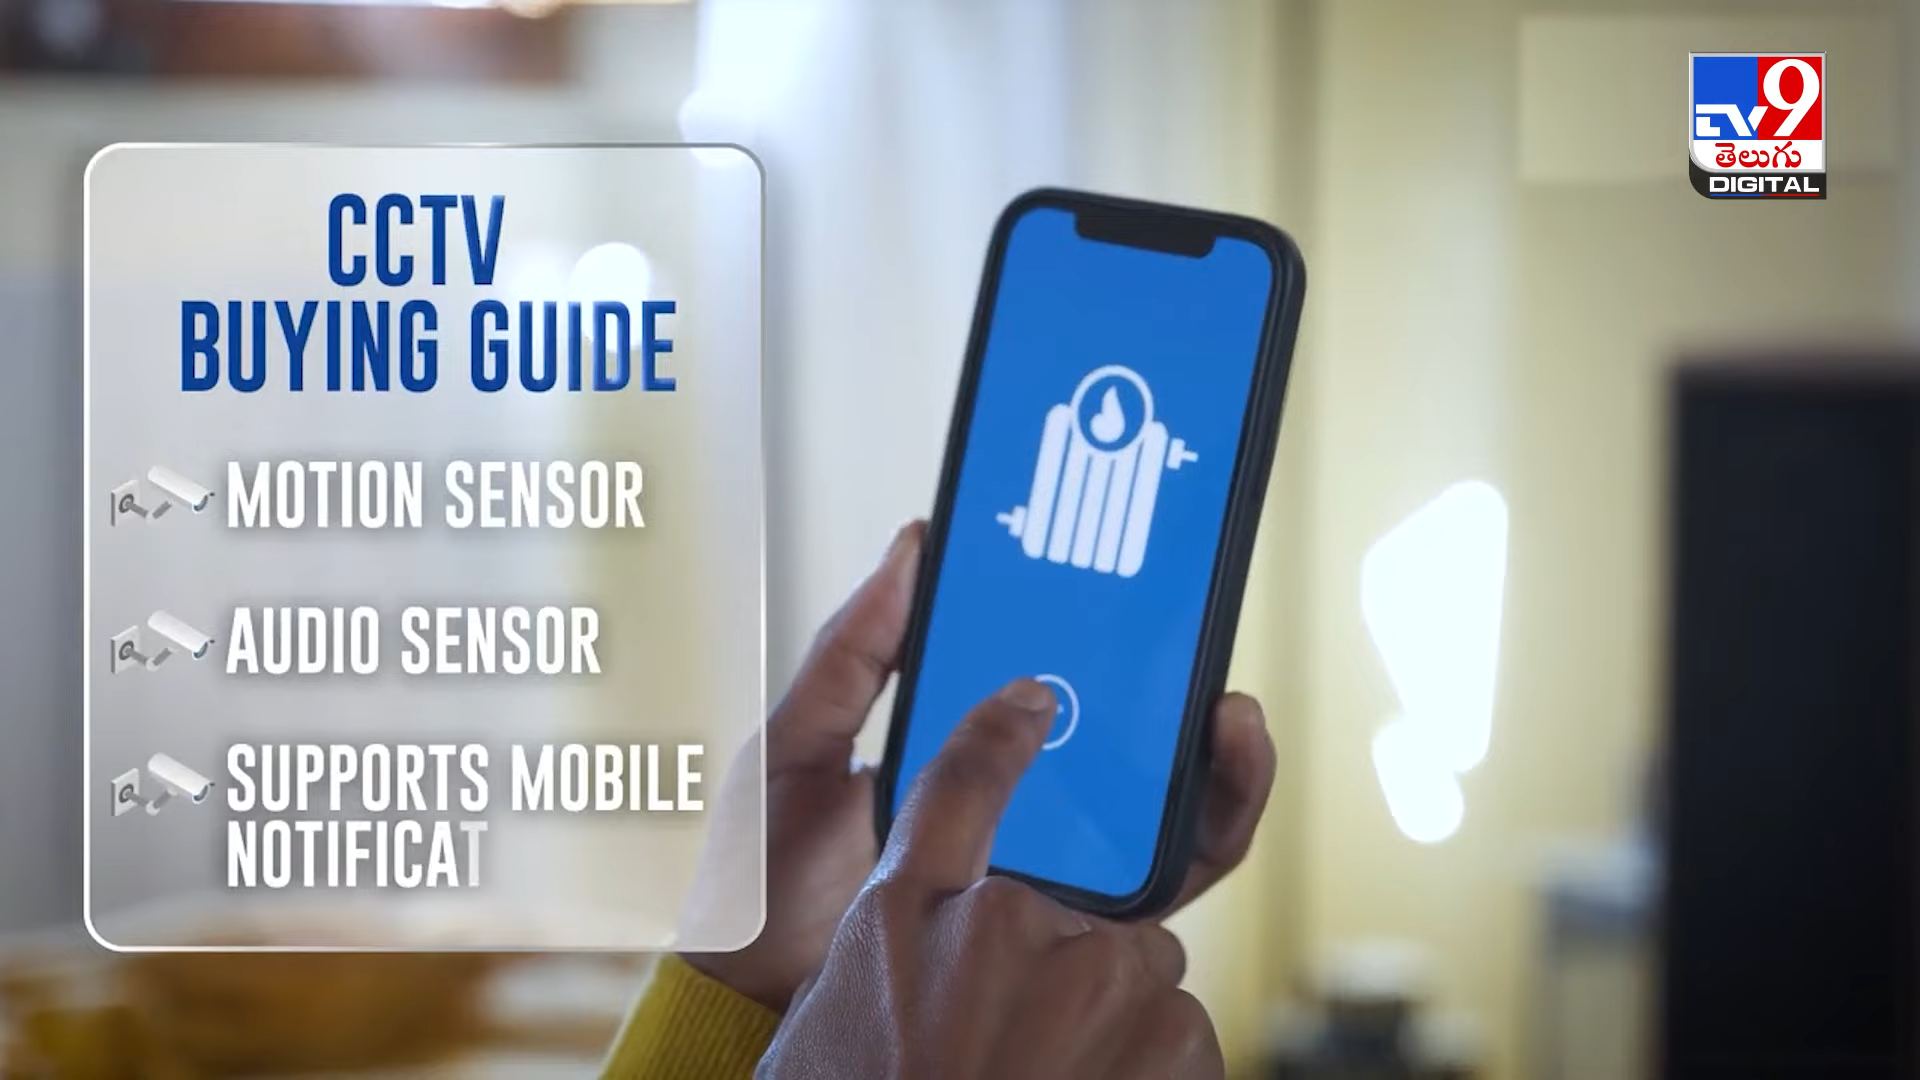 TV9
తెలుగు
DIGITAL
CCTV
BUYING GUIDE
MOTION SENSOR
AUDIO SENSOR
SUPPORTS MOBILE
NOTIFICAT